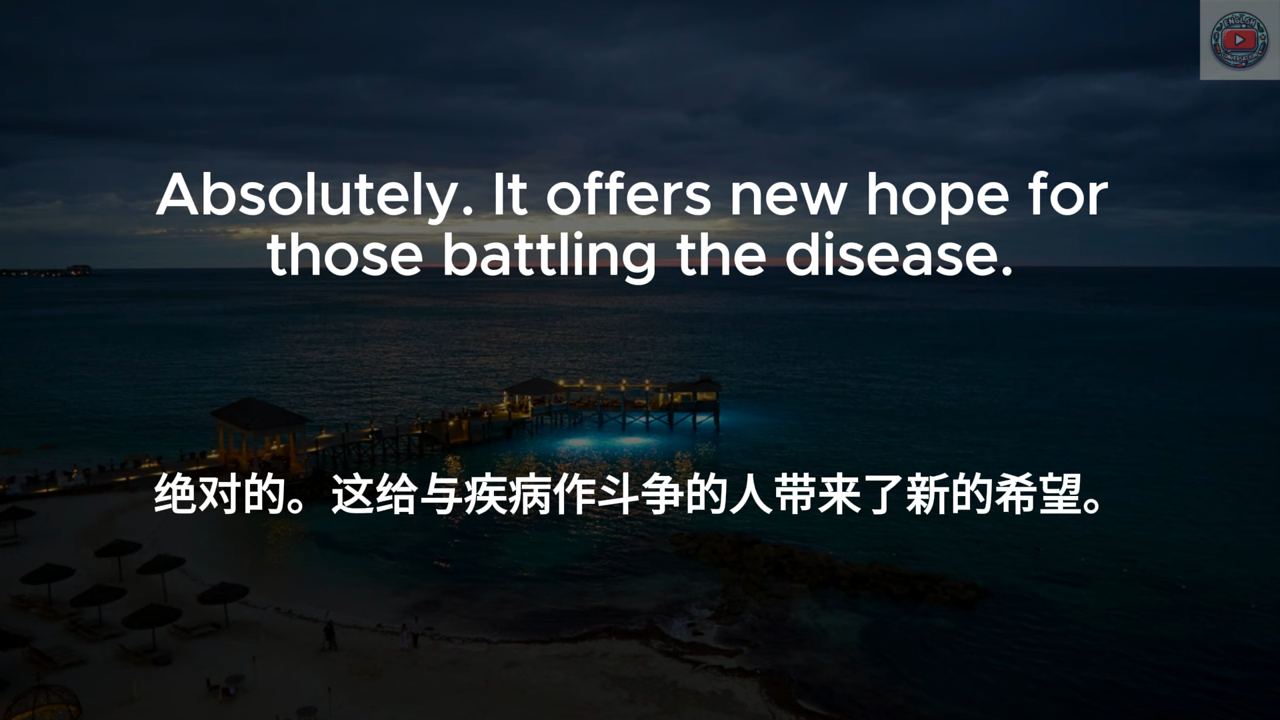 Absolutely. It offers new hope for
those battling the disease.
绝对的。这给与疾病作斗争的人带来了新的希望。